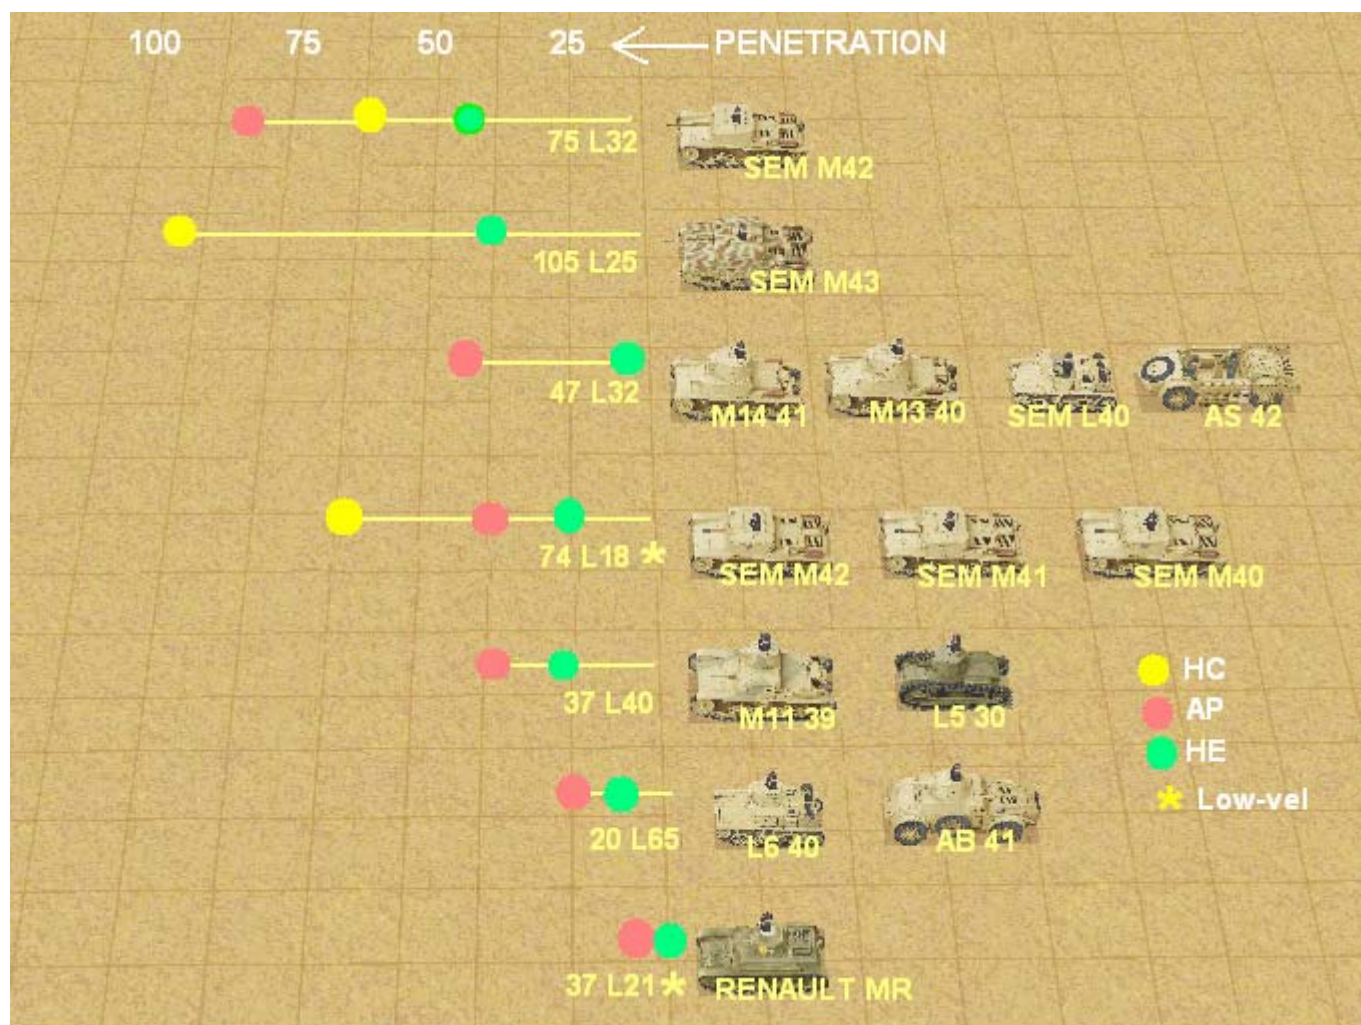 100 75 50 25 PENETRATION
75 L32
SEM M42
105 L25
SEM M43
47 L32
M14 41 M13 40 SEM L40 AS 42
74 L18 *
SEM M42 SEM M41 SEM M40
37 L40
M11 39 L5 30
HC
AP
HE
* Low-vel
20 L65
L6 40 AB 41
37 L21 *
RENAULT MR